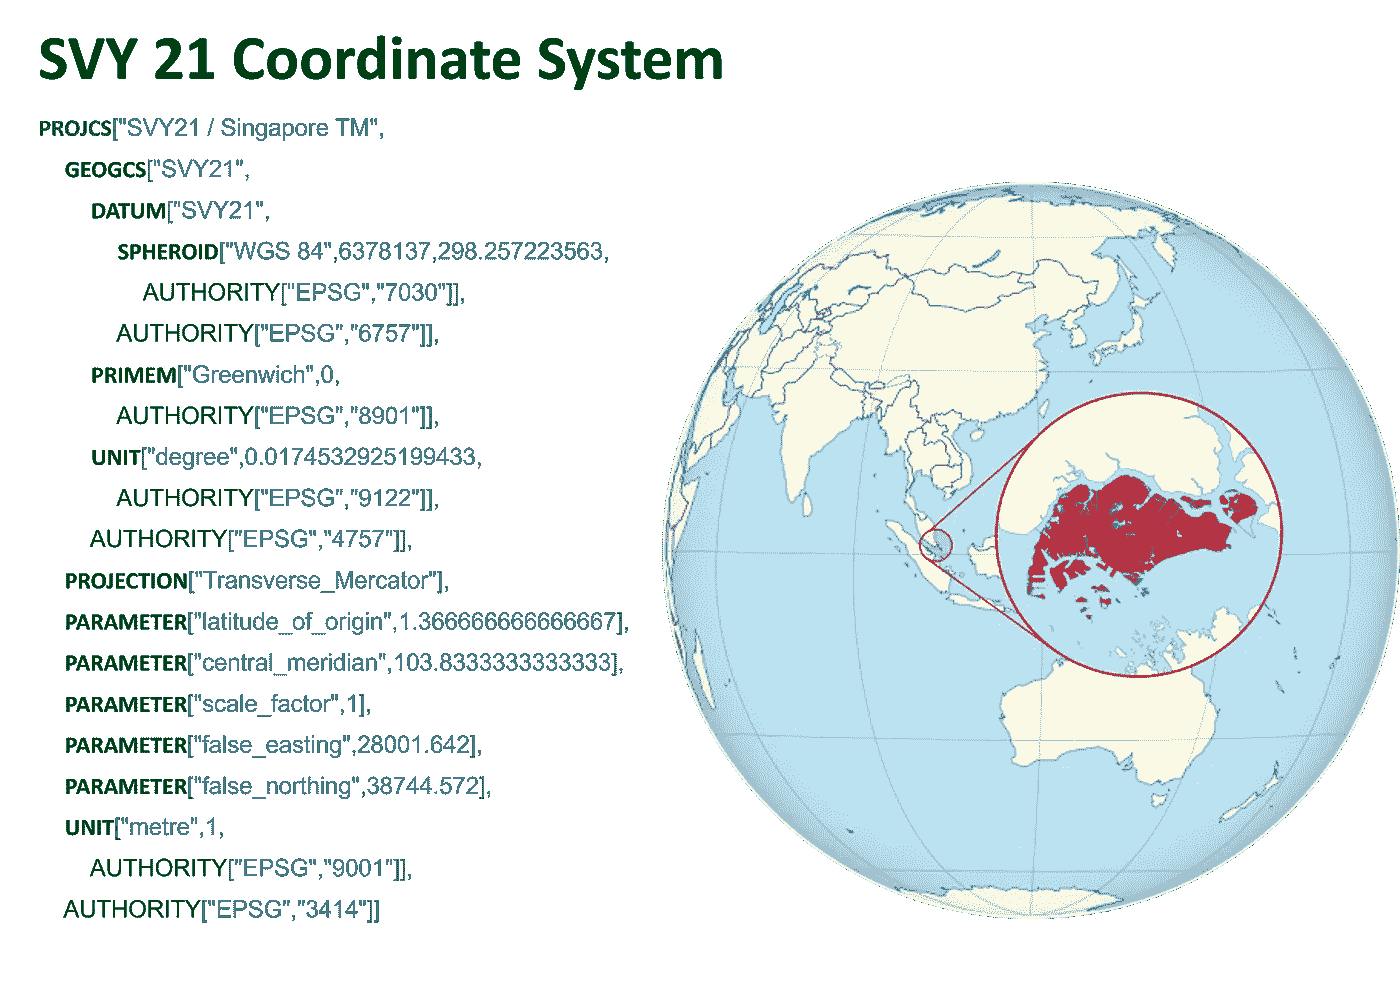 SVY 21 Coordinate System
PROJCS["SVY21 / Singapore TM",
GEOGCS["SVY21",
DATUM["SVY21",
SPHEROID["WGS 84",6378137,298.257223563,
AUTHORITY["EPSG","7030"]],
AUTHORITY["EPSG","6757"]],
PRIMEM["Greenwich",0,
AUTHORITY["EPSG","8901"]],
UNIT["degree",0.0174532925199433,
AUTHORITY["EPSG","9122"]],
AUTHORITY["EPSG","4757"]],
PROJECTION["Transverse_Mercator"],
PARAMETER["latitude_of_origin",1.366666666666667],
PARAMETER["central_meridian",103.8333333333333],
PARAMETER["scale_factor",1],
PARAMETER["false_easting",28001.642],
PARAMETER["false_northing",38744.572],
UNIT["metre",1,
AUTHORITY["EPSG","9001"]],
AUTHORITY["EPSG","3414"]]